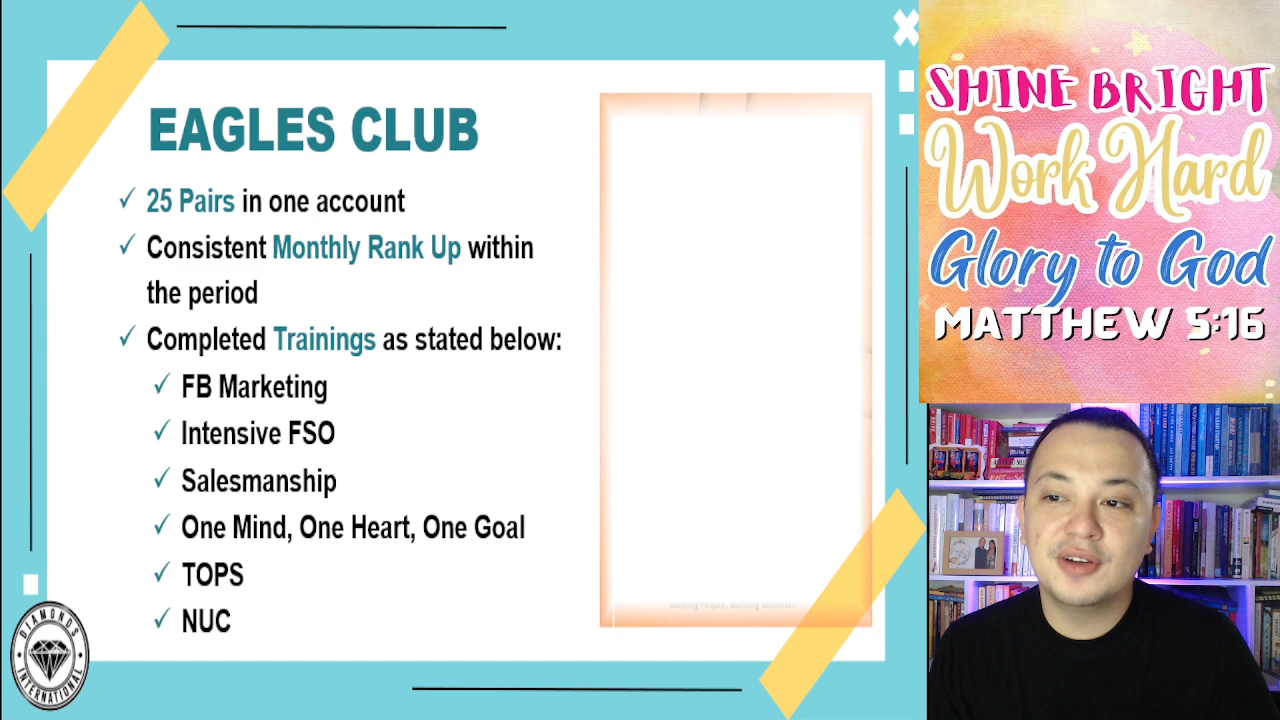 EAGLES CLUB
✓ 25 Pairs in one account
✓ Consistent Monthly Rank Up within
the period
✓ Completed Trainings as stated below:
✓ FB Marketing
✓ Intensive FSO
✓ Salesmanship
✓ One Mind, One Heart, One Goal
✓ TOPS
✓ NUC
DIAMONDS
INTERNATIONAL
SHINE BRIGHT
Work Hard
Glory to God
MATTHEW 5:16